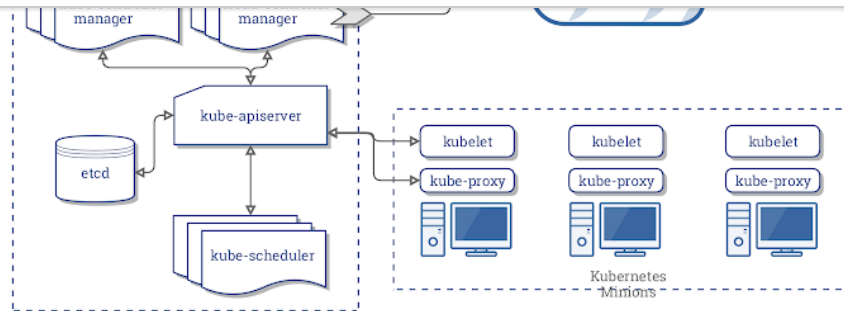 manager
manager
kube-apiserver
kubelet
kubelet
kubelet
etcd
kube-proxy
kube-proxy
kube-proxy
kube-scheduler
Kubernetes
Minions